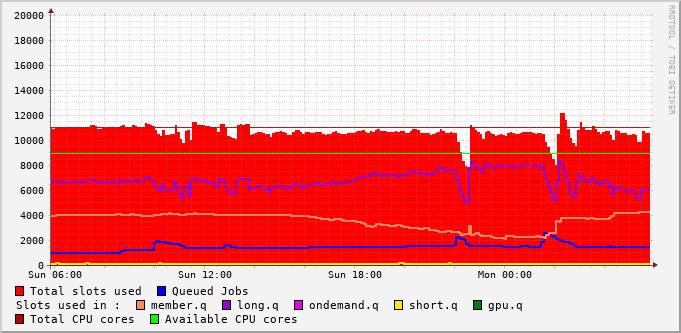 20000
18000
16000
14000
12000
10000
8000
6000
4000
2000
0
Sun 06:00 Sun 12:00 Sun 18:00 Mon 00:00
RRDTOOL / TOBI OETIKER
Total slots used Queued Jobs
Slots used in : member.q long.q ondemand.q short.q gpu.q
Total CPU cores Available CPU cores